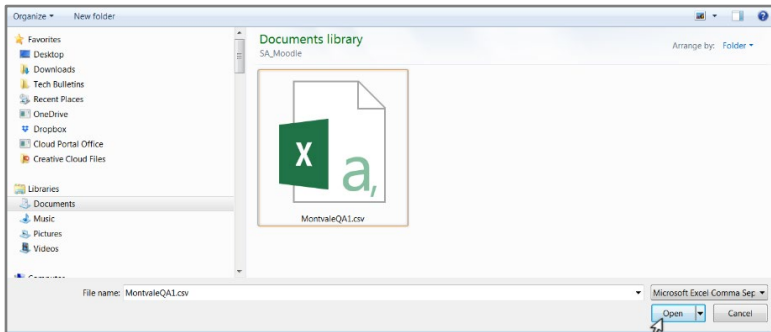 Organize
New folder
Favorites
Desktop
Downloads
Tech Bulletins
Recent Places
OneDrive
Dropbox
Cloud Portal Office
Creative Cloud Files
Libraries
Documents
Music
Pictures
Videos
Computer
Documents library
SA_Moodle
Arrange by: Folder
X a,
MontvaleQA1.csv
File name: MontvaleQA1.csv
Microsoft Excel Comma Sep
Open
Cancel